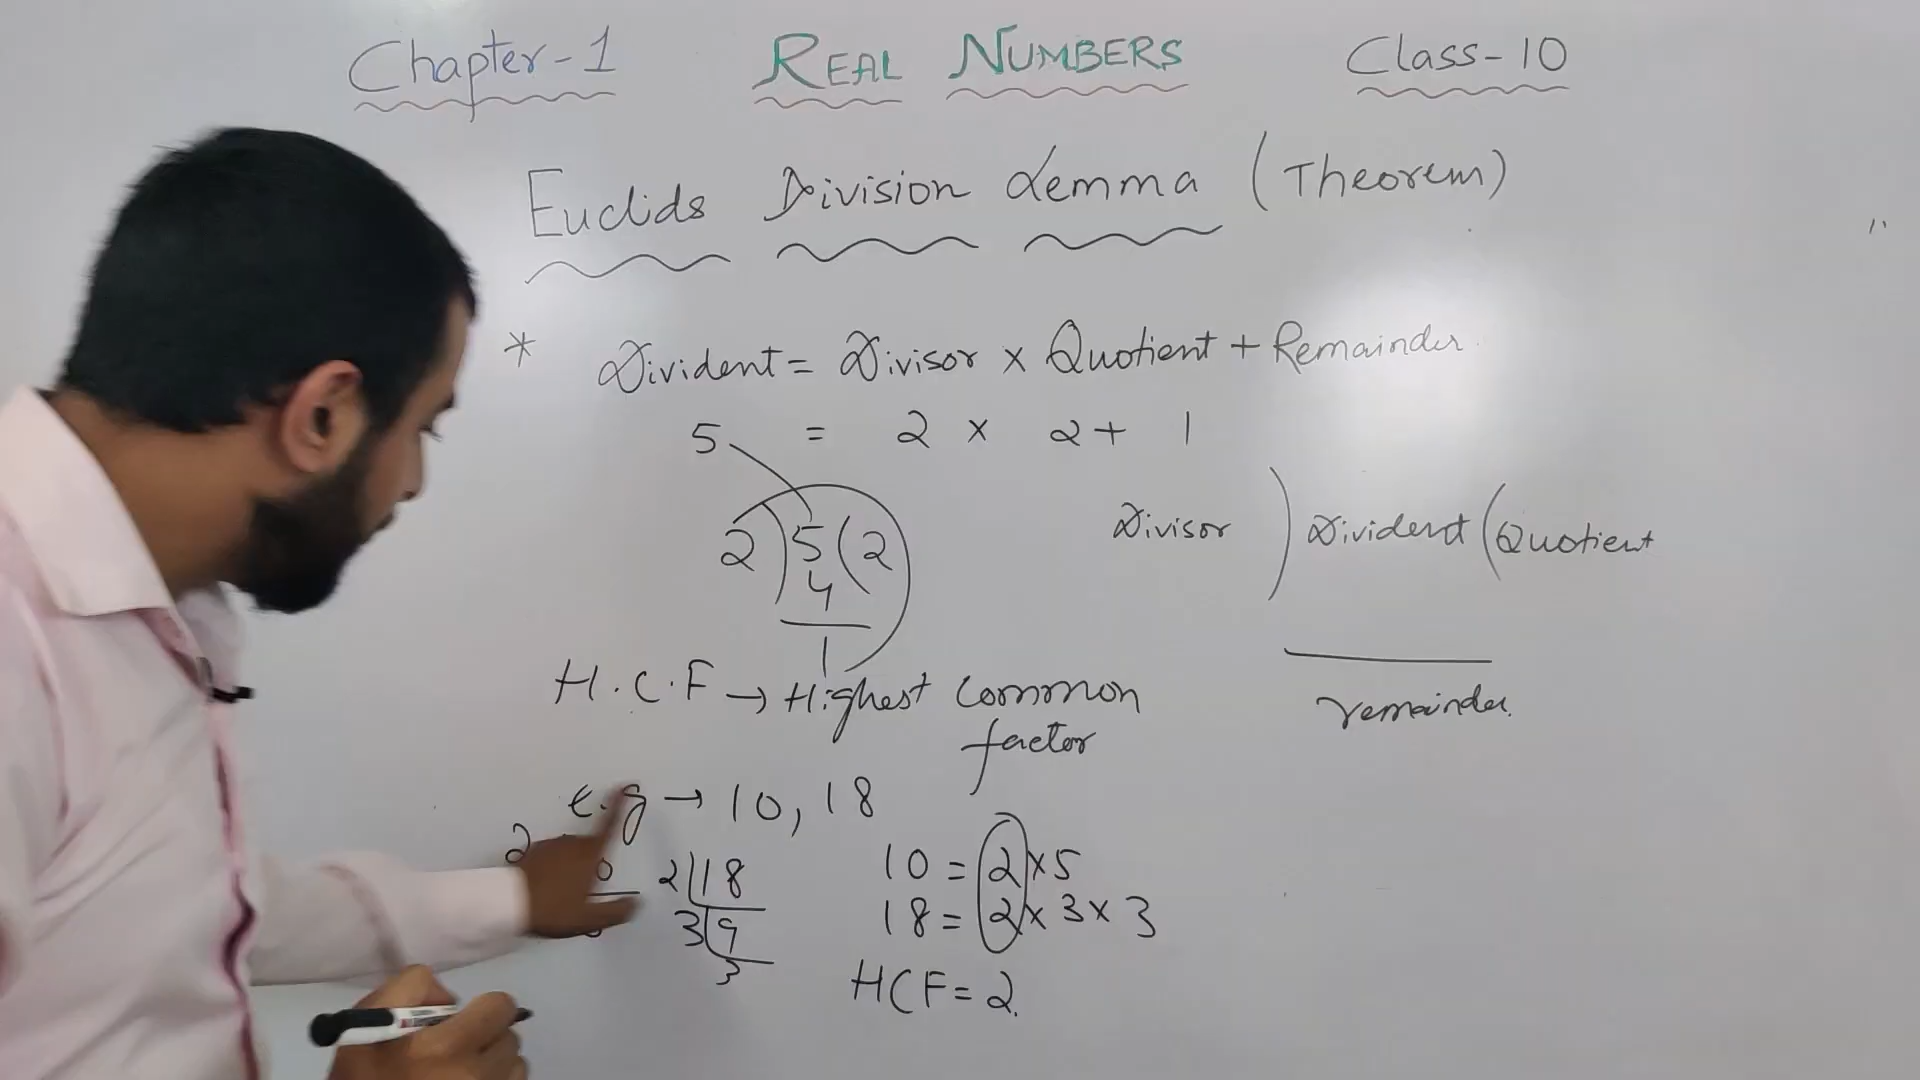 Chapter-1 REAL NUMBERS Class-10
Euclids Division Lemma (Theorem)
* Divident = Divisor × Quotient + Remainder
5 = 2 × 2 + 1
2)5(2
4
1
Divisor ) Divident (Quotient
remainder.
H.C.F → Highest common
factor
e.g → 10, 18
2
2|18
3|9
3
10 = 2×5
18 = 2×3×3
HCF = 2.